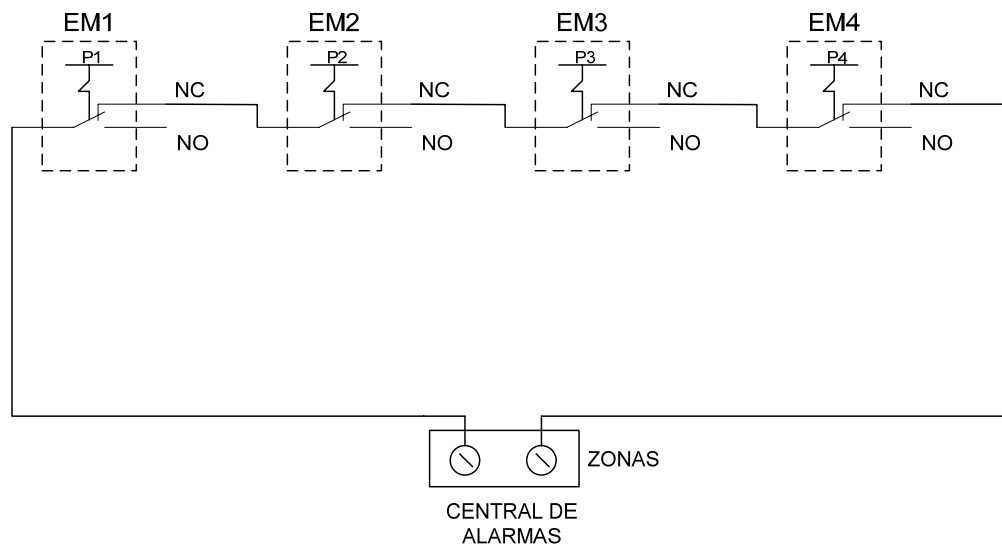 EM1 EM2 EM3 EM4
P1 P2 P3 P4
NC NC NC NC
NO NO NO NO
ZONAS
CENTRAL DE
ALARMAS